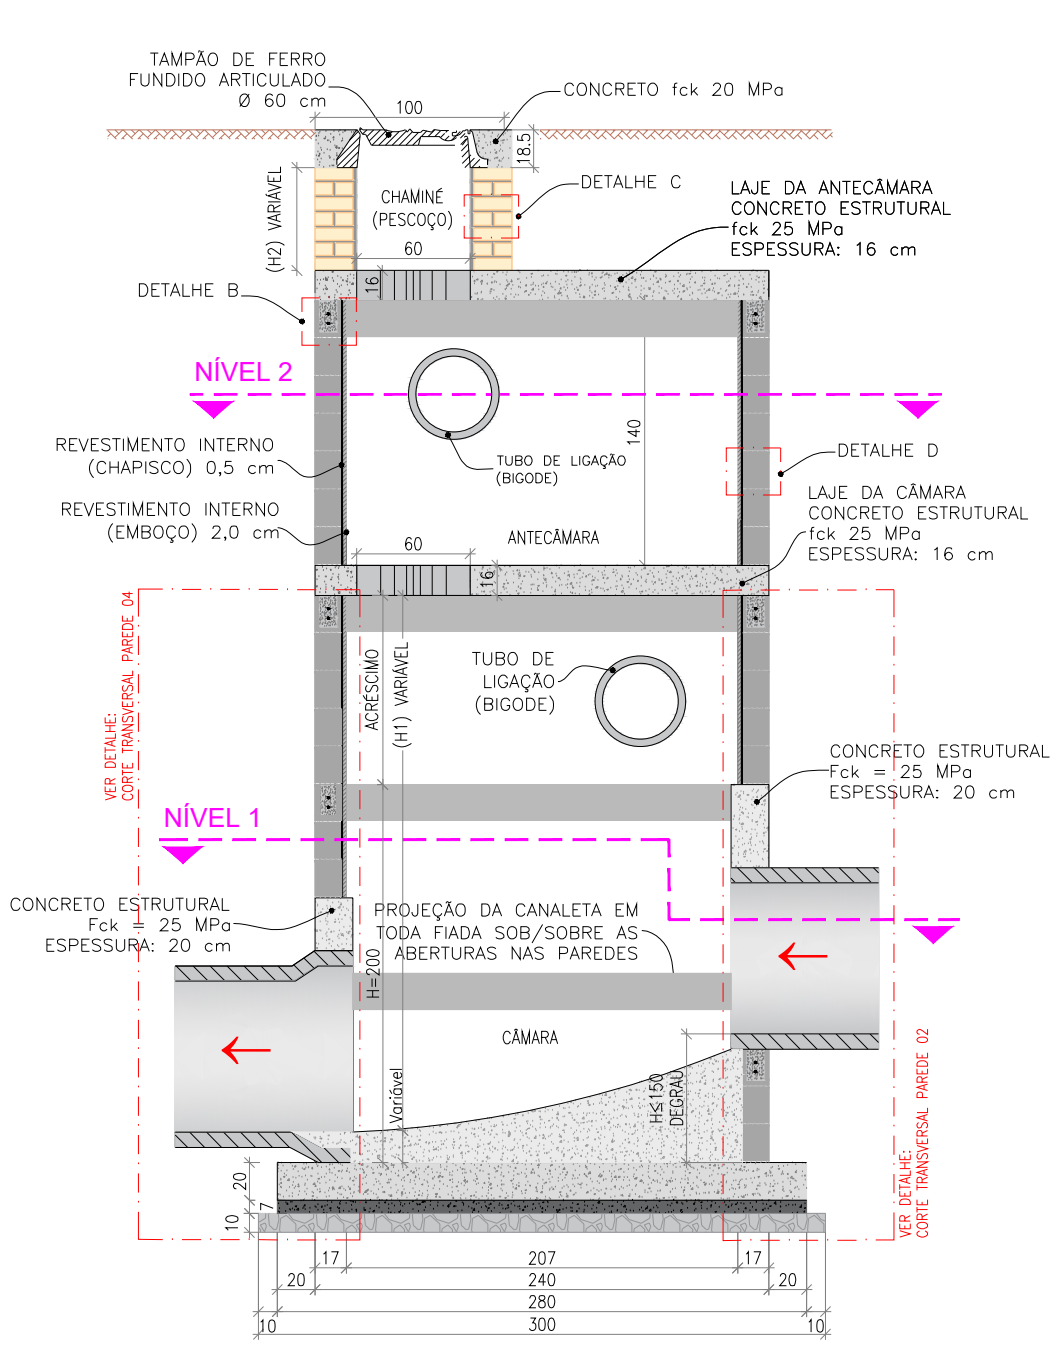 TAMPÃO DE FERRO
FUNDIDO ARTICULADO
Ø 60 cm
100
CONCRETO fck 20 MPa
18.5
DETALHE C
CHAMINÉ
(PESCOÇO)
(H2) VARIÁVEL
60
LAJE DA ANTECÂMARA
CONCRETO ESTRUTURAL
fck 25 MPa
ESPESSURA: 16 cm
16
DETALHE B
NÍVEL 2
140
REVESTIMENTO INTERNO
(CHAPISCO) 0,5 cm
TUBO DE LIGAÇÃO
(BIGODE)
DETALHE D
REVESTIMENTO INTERNO
(EMBOÇO) 2,0 cm
LAJE DA CÂMARA
CONCRETO ESTRUTURAL
fck 25 MPa
ESPESSURA: 16 cm
ANTECÂMARA
60
16
VER DETALHE:
CORTE TRANSVERSAL PAREDE 04
ACRÉSCIMO
(H1) VARIÁVEL
TUBO DE
LIGAÇÃO
(BIGODE)
CONCRETO ESTRUTURAL
Fck = 25 MPa
ESPESSURA: 20 cm
NÍVEL 1
CONCRETO ESTRUTURAL
Fck = 25 MPa
ESPESSURA: 20 cm
PROJEÇÃO DA CANALETA EM
TODA FIADA SOB/SOBRE AS
ABERTURAS NAS PAREDES
H=200
CÂMARA
Variável
H≤150
DEGRAU
VER DETALHE:
CORTE TRANSVERSAL PAREDE 02
20
7
10
17
207
17
20
240
20
280
10
300
10